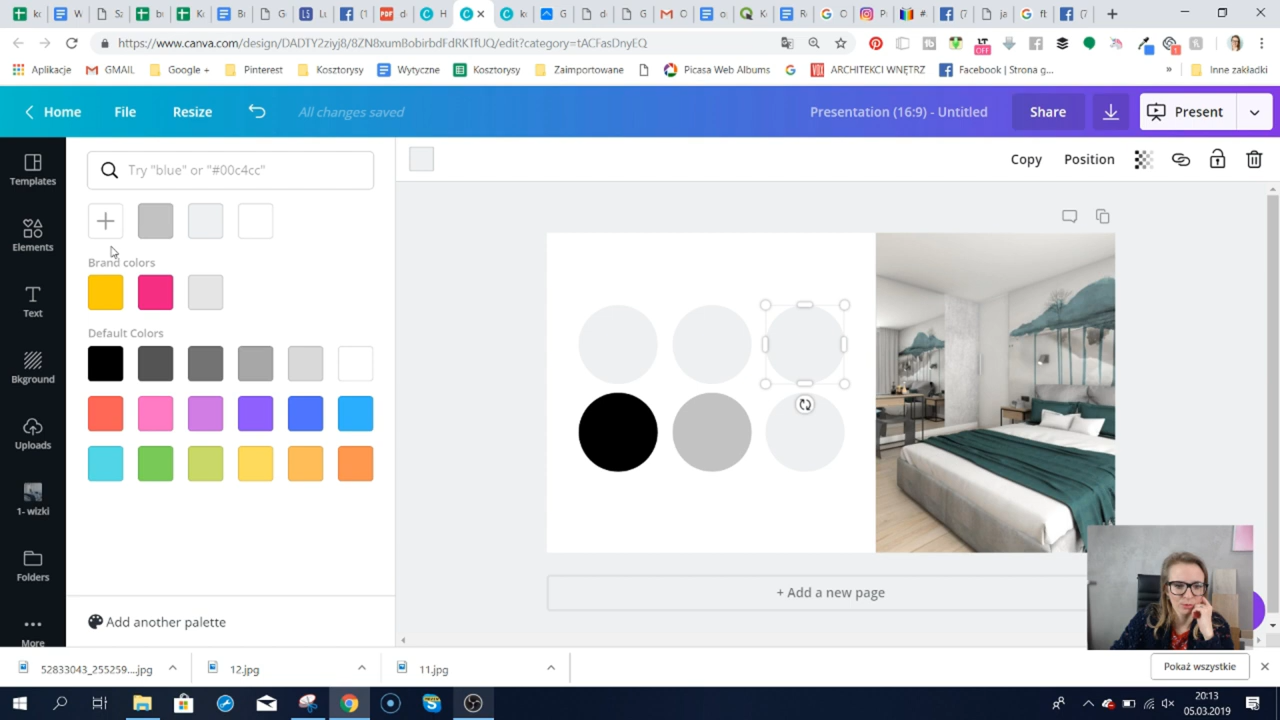 https://www.canva.com/design/DADTY2ziyj8/8ZN8xumBobirbdFdRKTfUQ/edit?category=tACFasDnyEQ
Aplikacje GMAIL Google + Pinterest Kosztorysy Wytyczne Kosztorysy Zaimportowane Picasa Web Albums ARCHITEKCI WNĘTRZ Facebook | Strona g... » Inne zakładki
Home File Resize All changes saved Presentation (16:9) - Untitled Share Present
Templates
Elements
Text
Bkground
Uploads
1- wizki
Folders
More
Try "blue" or "#00c4cc"
Brand colors
Default Colors
Add another palette
Copy Position
+ Add a new page
52833043_255259....jpg 12.jpg 11.jpg Pokaż wszystkie
20:13
05.03.2019